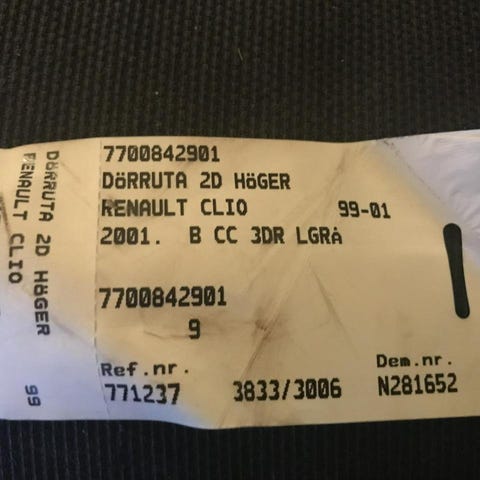 7700842901
DöRRUTA 2D HöGER
RENAULT CLIO 99-01
2001. B CC 3DR LGRÅ
7700842901
9
Ref.nr. Dem.nr.
771237 3833/3006 N281652
DöRRUTA 2D HöGER
RENAULT CLIO 99